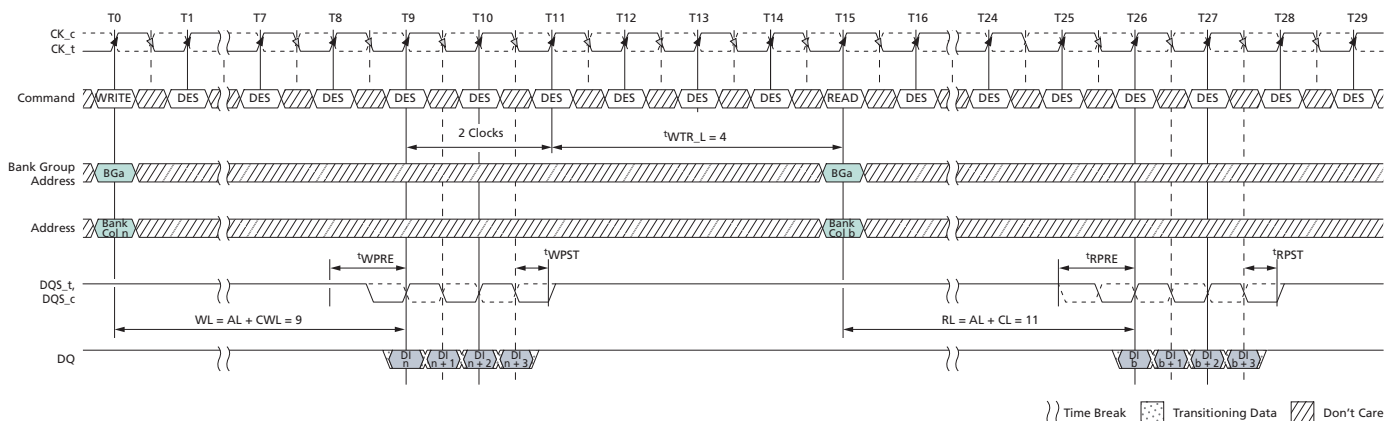 T0 T1 T7 T8 T9 T10 T11 T12 T13 T14 T15 T16 T24 T25 T26 T27 T28 T29
CK_c
CK_t
Command WRITE DES DES DES DES DES DES DES DES DES READ DES DES DES DES DES DES DES
2 Clocks tWTR_L = 4
Bank Group
Address BGa BGa
Address Bank
Col n Bank
Col b
tWPRE tWPST tRPRE tRPST
DQS_t,
DQS_c
WL = AL + CWL = 9 RL = AL + CL = 11
DQ DI
n DI
n + 1 DI
n + 2 DI
n + 3 DI
b DI
b + 1 DI
b + 2 DI
b + 3
Time Break Transitioning Data Don't Care